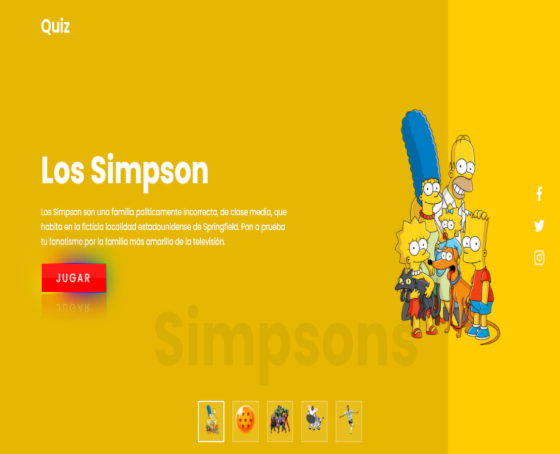 Quiz
Los Simpson
Los Simpson son una familia políticamente incorrecta, de clase media, que
habita en la ficticia localidad estadounidense de Springfield. Pon a prueba
tu fanatismo por la familia más amarilla de la televisión.
JUGAR
Simpsons